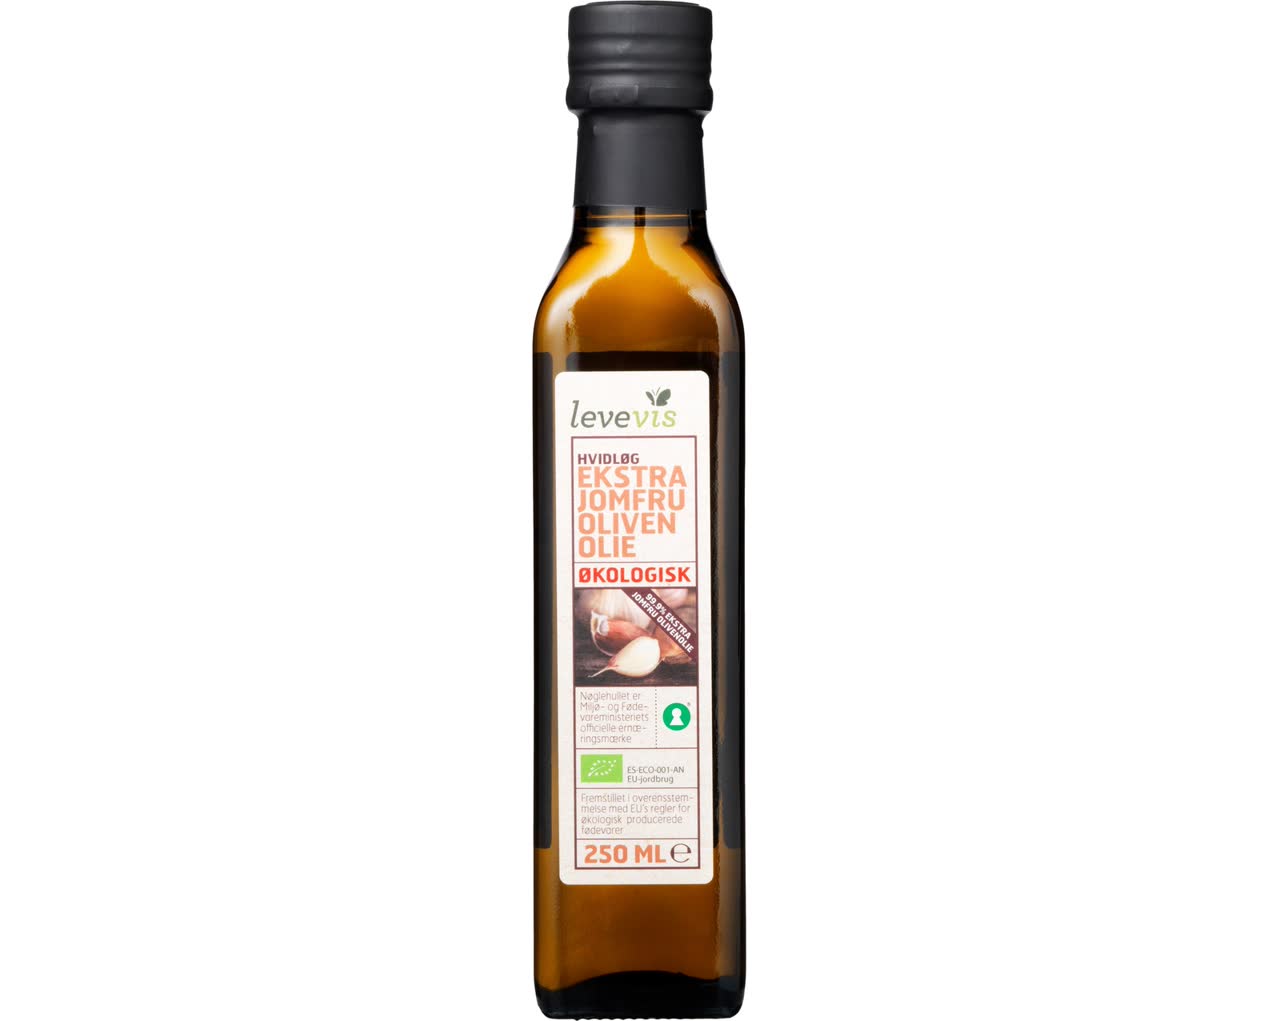 levevis
HVIDLØG
EKSTRA
JOMFRU
OLIVEN
OLIE
ØKOLOGISK
99,9% EKSTRA
JOMFRU OLIVENOLIE
Nøglehullet er
Miljø- og Føde-
vareministeriets
officielle ernæ-
ringsmærke
®
ES-ECO-001-AN
EU-jordbrug
Fremstillet i overensstem-
melse med EU's regler for
økologisk producerede
fødevarer
250 ML ℮